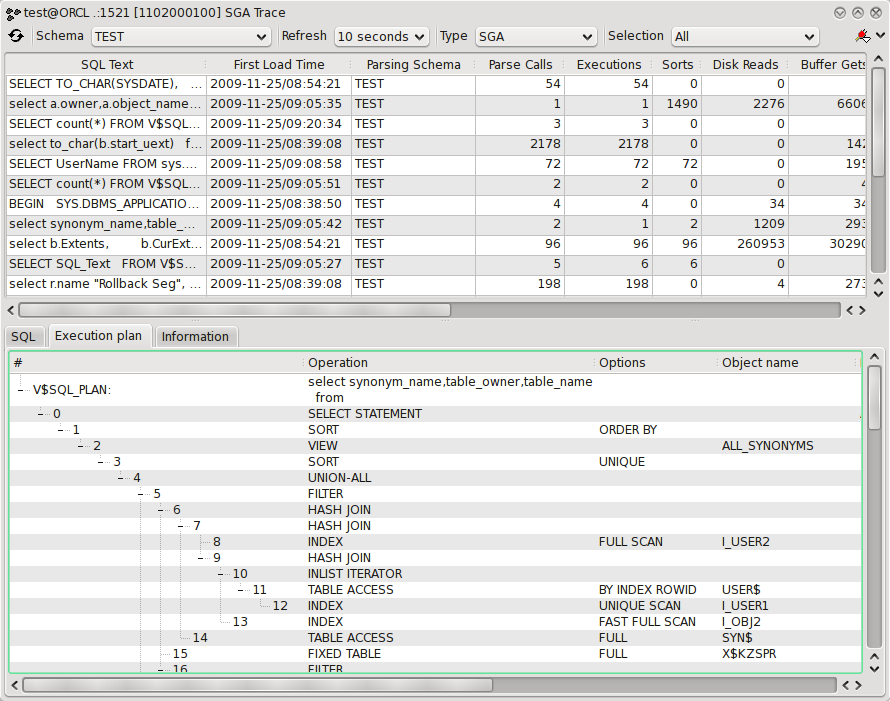 test@ORCL .:1521 [1102000100] SGA Trace
Schema TEST Refresh 10 seconds Type SGA Selection All
SQL Text First Load Time Parsing Schema Parse Calls Executions Sorts Disk Reads Buffer Gets
SELECT TO_CHAR(SYSDATE), ... 2009-11-25/08:54:21 TEST 54 54 0 0
select a.owner,a.object_name... 2009-11-25/09:05:35 TEST 1 1 1490 2276 6606
SELECT count(*) FROM V$SQL... 2009-11-25/09:20:34 TEST 3 3 0 0
select to_char(b.start_uext) f... 2009-11-25/08:39:08 TEST 2178 2178 0 0 142
SELECT UserName FROM sys.... 2009-11-25/09:08:58 TEST 72 72 72 0 195
SELECT count(*) FROM V$SQL... 2009-11-25/09:05:51 TEST 2 2 0 0 4
BEGIN SYS.DBMS_APPLICATIO... 2009-11-25/08:38:50 TEST 4 4 0 34 34
select synonym_name,table_... 2009-11-25/09:05:42 TEST 2 1 2 1209 293
select b.Extents, b.CurExt... 2009-11-25/08:54:21 TEST 96 96 96 260953 30290
SELECT SQL_Text FROM V$S... 2009-11-25/09:05:27 TEST 5 6 6 0
select r.name "Rollback Seg", ... 2009-11-25/08:39:08 TEST 198 198 0 4 273
SQL Execution plan Information
# Operation Options Object name
V$SQL_PLAN: select synonym_name,table_owner,table_name
from
0 SELECT STATEMENT
1 SORT ORDER BY
2 VIEW ALL_SYNONYMS
3 SORT UNIQUE
4 UNION-ALL
5 FILTER
6 HASH JOIN
7 HASH JOIN
8 INDEX FULL SCAN I_USER2
9 HASH JOIN
10 INLIST ITERATOR
11 TABLE ACCESS BY INDEX ROWID USER$
12 INDEX UNIQUE SCAN I_USER1
13 INDEX FAST FULL SCAN I_OBJ2
14 TABLE ACCESS FULL SYN$
15 FIXED TABLE FULL X$KZSPR
16 FILTER